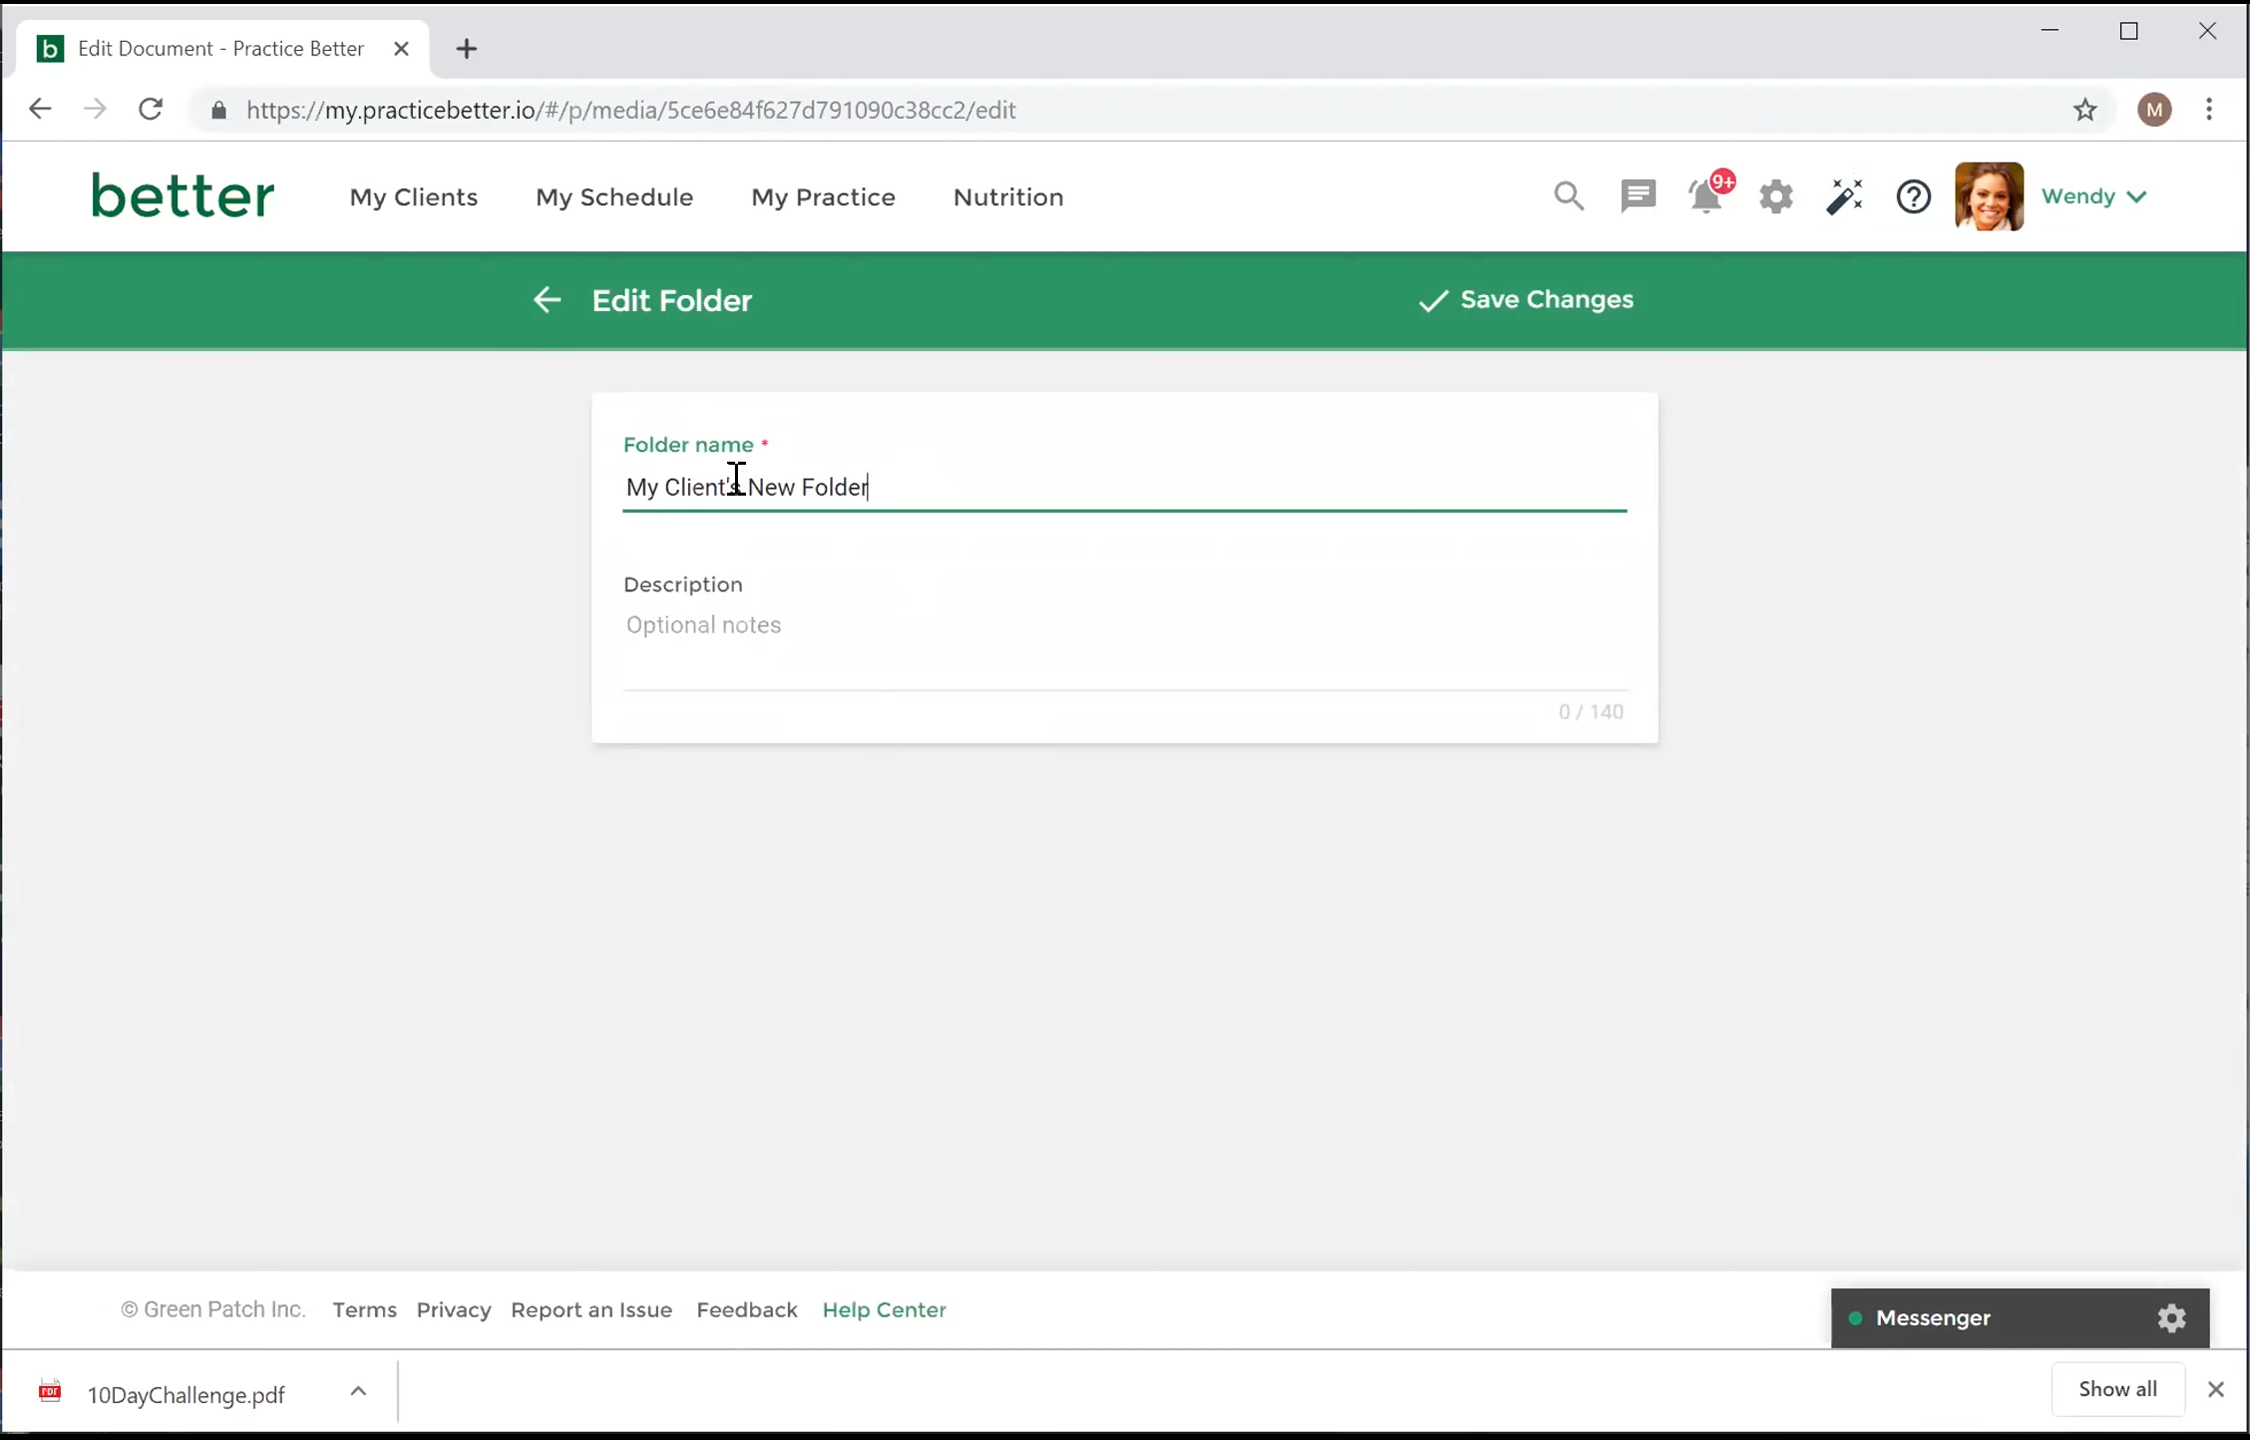 b Edit Document - Practice Better
https://my.practicebetter.io/#/p/media/5ce6e84f627d791090c38cc2/edit
M
better My Clients My Schedule My Practice Nutrition 9+ Wendy
Edit Folder Save Changes
Folder name *
My Client's New Folder
Description
Optional notes
0 / 140
© Green Patch Inc. Terms Privacy Report an Issue Feedback Help Center
Messenger
PDF 10DayChallenge.pdf Show all